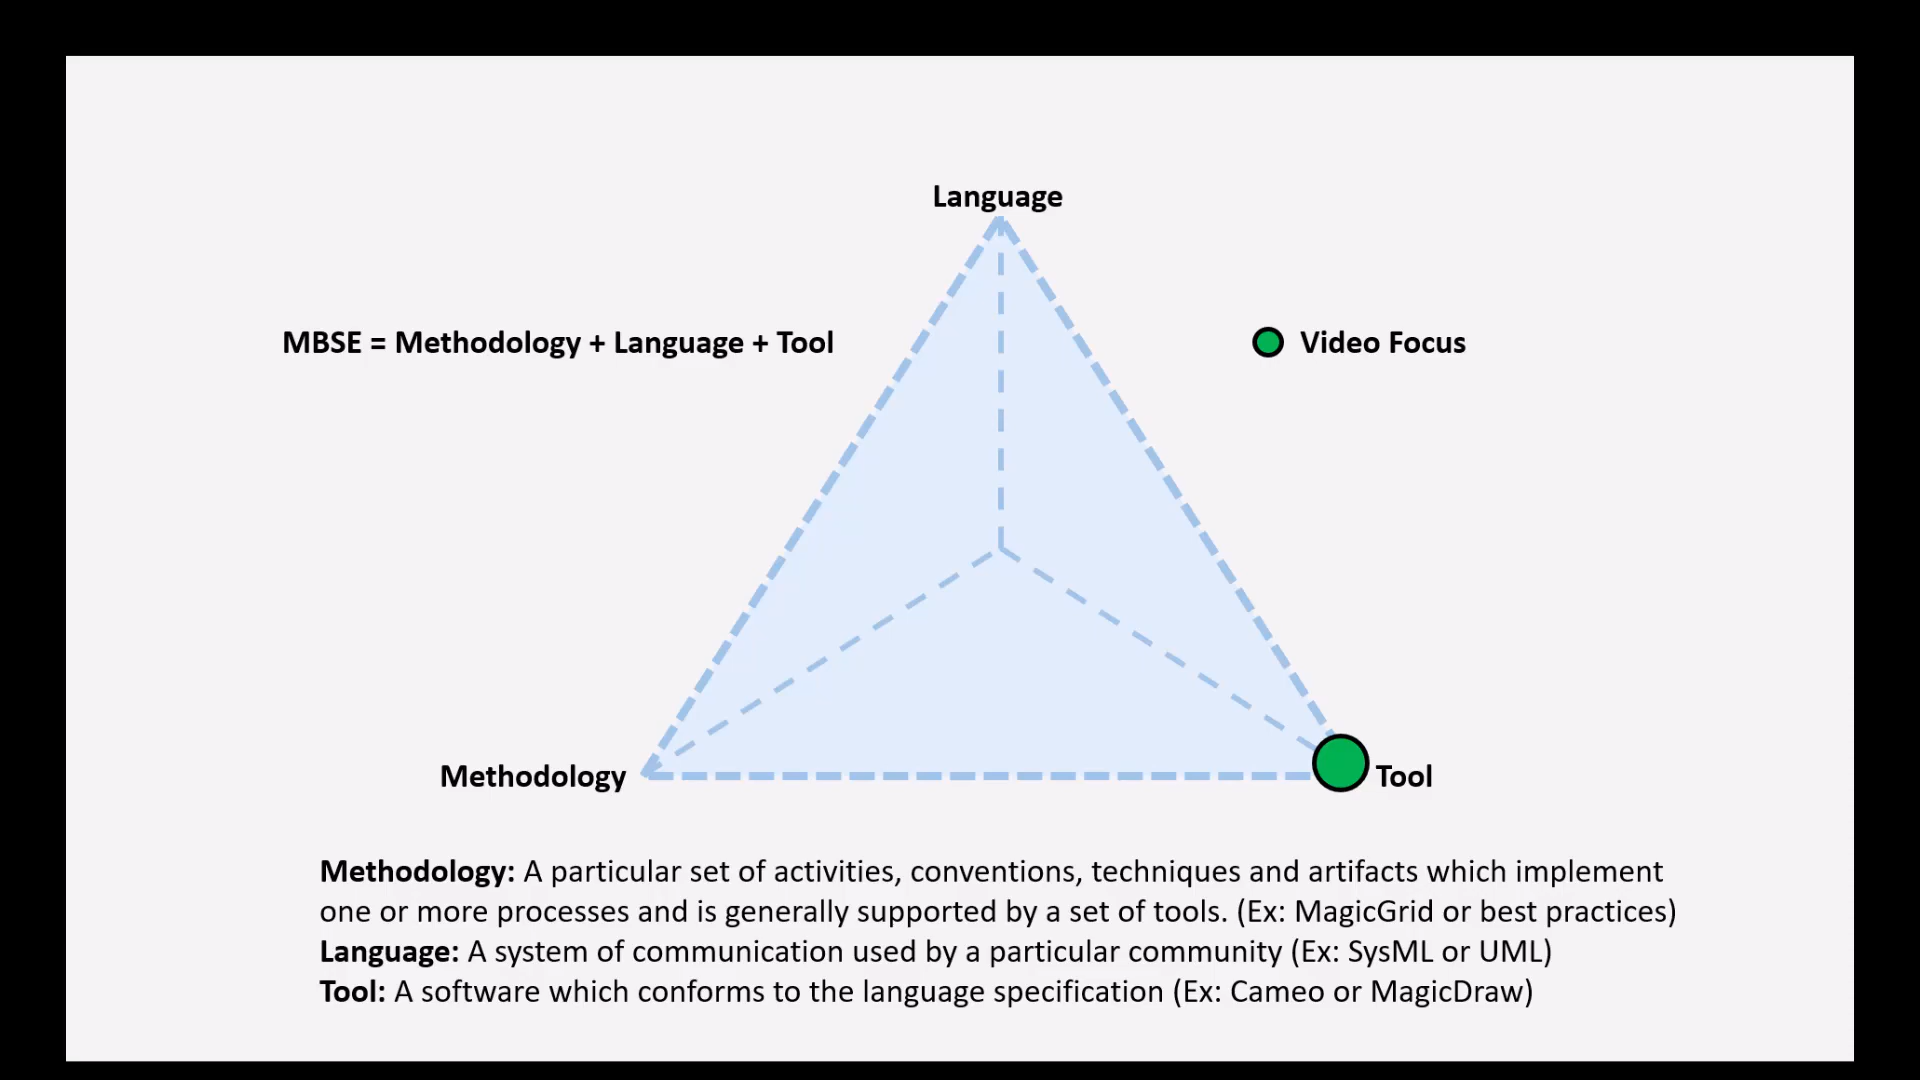 Language
MBSE = Methodology + Language + Tool
Video Focus
Methodology
Tool
Methodology: A particular set of activities, conventions, techniques and artifacts which implement
one or more processes and is generally supported by a set of tools. (Ex: MagicGrid or best practices)
Language: A system of communication used by a particular community (Ex: SysML or UML)
Tool: A software which conforms to the language specification (Ex: Cameo or MagicDraw)